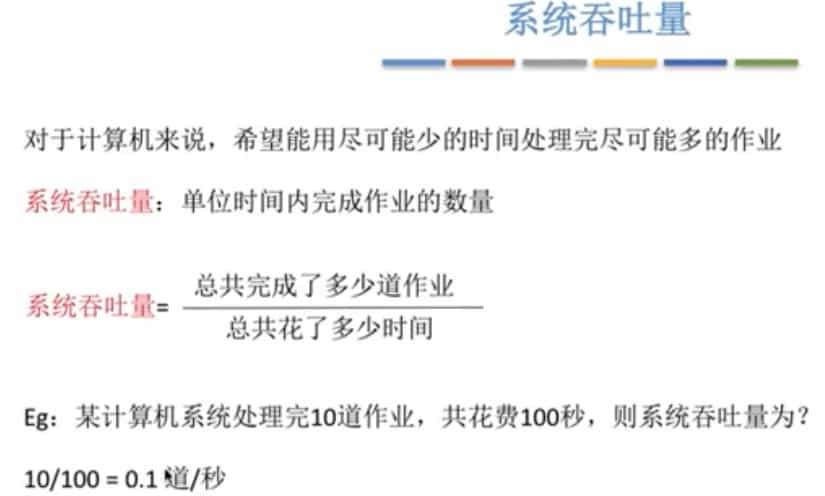 系统吞吐量
对于计算机来说，希望能用尽可能少的时间处理完尽可能多的作业
系统吞吐量：单位时间内完成作业的数量
系统吞吐量=
总共完成了多少道作业
总共花了多少时间
Eg：某计算机系统处理完10道作业，共花费100秒，则系统吞吐量为？
10/100 = 0.1 道/秒